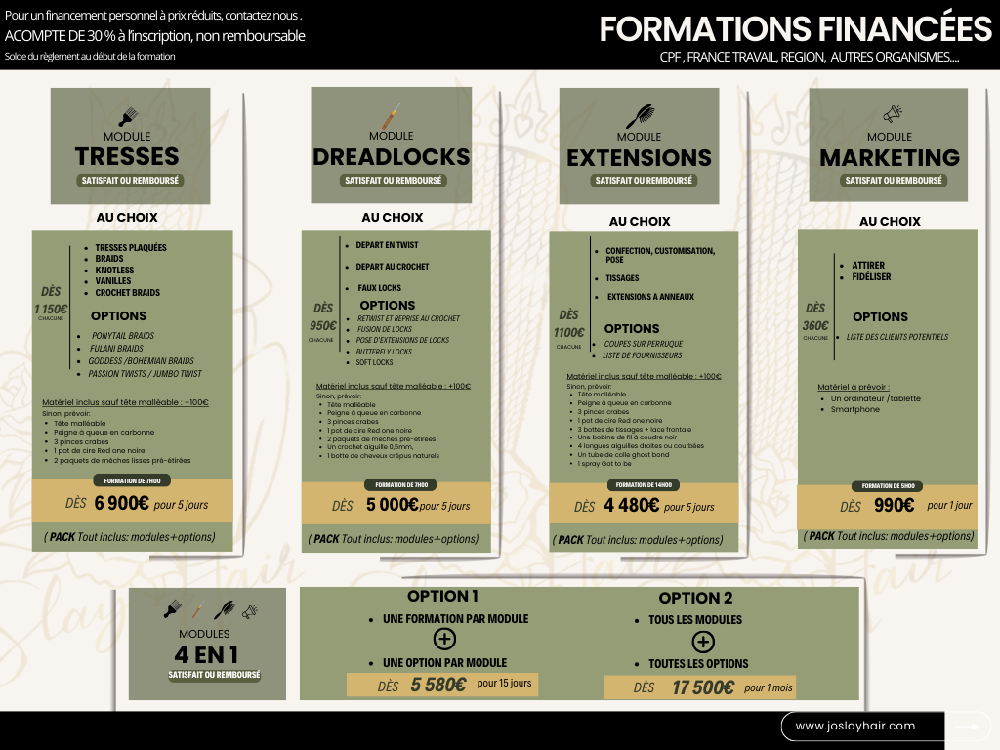 Pour un financement personnel à prix réduits, contactez nous .
ACOMPTE DE 30 % à l'inscription, non remboursable
Solde du règlement au début de la formation
FORMATIONS FINANCÉES
CPF , FRANCE TRAVAIL, REGION, AUTRES ORGANISMES....
MODULE
TRESSES
SATISFAIT OU REMBOURSÉ
AU CHOIX
TRESSES PLAQUÉES
BRAIDS
KNOTLESS
VANILLES
CROCHET BRAIDS
DÈS
1 150€
CHACUNE
OPTIONS
PONYTAIL BRAIDS
FULANI BRAIDS
GODDESS /BOHEMIAN BRAIDS
PASSION TWISTS / JUMBO TWIST
Matériel inclus sauf tête malléable : +100€
Sinon, prévoir:
Tête malléable
Peigne à queue en carbonne
3 pinces crabes
1 pot de cire Red one noire
2 paquets de mèches lisses pré-étirées
FORMATION DE 7H00
DÈS 6 900€ pour 5 jours
( PACK Tout inclus: modules+options)
MODULE
DREADLOCKS
SATISFAIT OU REMBOURSÉ
AU CHOIX
DEPART EN TWIST
DEPART AU CROCHET
FAUX LOCKS
DÈS
950€
CHACUNE
OPTIONS
RETWIST ET REPRISE AU CROCHET
FUSION DE LOCKS
POSE D'EXTENSIONS DE LOCKS
BUTTERFLY LOCKS
SOFT LOCKS
Matériel inclus sauf tête malléable : +100€
Sinon, prévoir:
Tête malléable
Peigne à queue en carbonne
3 pinces crabes
1 pot de cire Red one noire
2 paquets de mèches pré-étirées
Un crochet aiguille 0,5mm,
1 botte de cheveux crépus naturels
FORMATION DE 7H00
DÈS 5 000€ pour 5 jours
( PACK Tout inclus: modules+options)
MODULE
EXTENSIONS
SATISFAIT OU REMBOURSÉ
AU CHOIX
CONFECTION, CUSTOMISATION,
POSE
TISSAGES
EXTENSIONS A ANNEAUX
DÈS
1100€
CHACUNE
OPTIONS
COUPES SUR PERRUQUE
LISTE DE FOURNISSEURS
Matériel inclus sauf tête malléable : +100€
Sinon, prévoir:
Tête malléable
Peigne à queue en carbonne
3 pinces crabes
1 pot de cire Red one noire
3 bottes de tissages + lace frontale
Une bobine de fil à coudre noir
4 longues aiguilles droites ou courbées
Un tube de colle ghost bond
1 spray Got to be
FORMATION DE 14H00
DÈS 4 480€ pour 5 jours
( PACK Tout inclus: modules+options)
MODULE
MARKETING
SATISFAIT OU REMBOURSÉ
AU CHOIX
ATTIRER
FIDÉLISER
DÈS
360€
CHACUNE
OPTIONS
LISTE DES CLIENTS POTENTIELS
Matériel à prévoir :
Un ordinateur /tablette
Smartphone
FORMATION DE 5H00
DÈS 990€ pour 1 jour
( PACK Tout inclus: modules+options)
MODULES
4 EN 1
SATISFAIT OU REMBOURSÉ
OPTION 1
UNE FORMATION PAR MODULE
UNE OPTION PAR MODULE
DÈS 5 580€ pour 15 jours
OPTION 2
TOUS LES MODULES
TOUTES LES OPTIONS
DÈS 17 500€ pour 1 mois
www.joslayhair.com